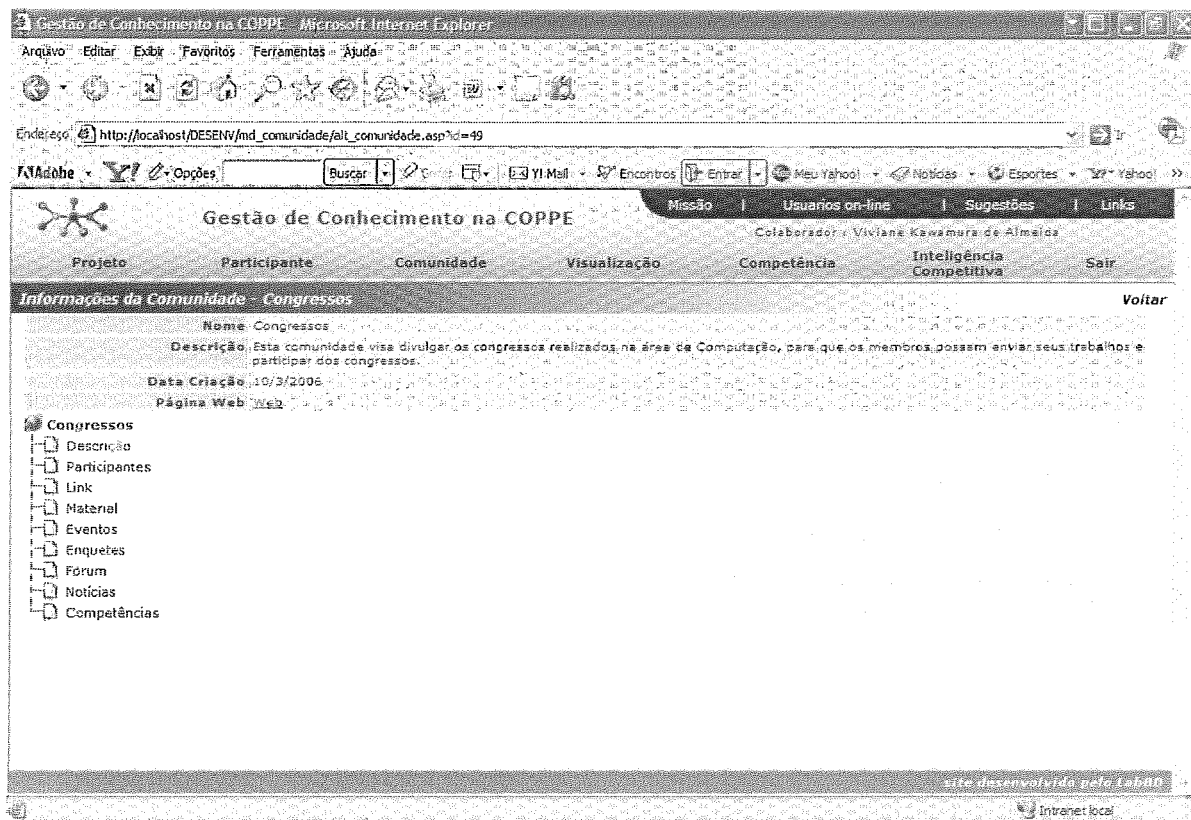 Gestão de Conhecimento na COPPE - Microsoft Internet Explorer
Arquivo Editar Exibir Favoritos Ferramentas Ajuda
Endereço http://localhost/DESENV/md_comunidade/alt_comunidade.asp?id=49 Ir
Adobe Y! Opções Buscar Y! Mail Encontros Entrar Meu Yahoo! Notícias Esportes Yahoo! >>
Missão | Usuarios on-line | Sugestões | Links
Gestão de Conhecimento na COPPE
Colaborador : Viviane Kawamura de Almeida
Projeto Participante Comunidade Visualização Competência Inteligência Competitiva Sair
Informações da Comunidade - Congressos Voltar
Nome Congressos
Descrição Esta comunidade visa divulgar os congressos realizados na área de Computação, para que os membros possam enviar seus trabalhos e
participar dos congressos.
Data Criação 10/3/2006
Página Web Web
Congressos
Descrição
Participantes
Link
Material
Eventos
Enquetes
Fórum
Notícias
Competências
site desenvolvido pelo LabBD
Intranet local